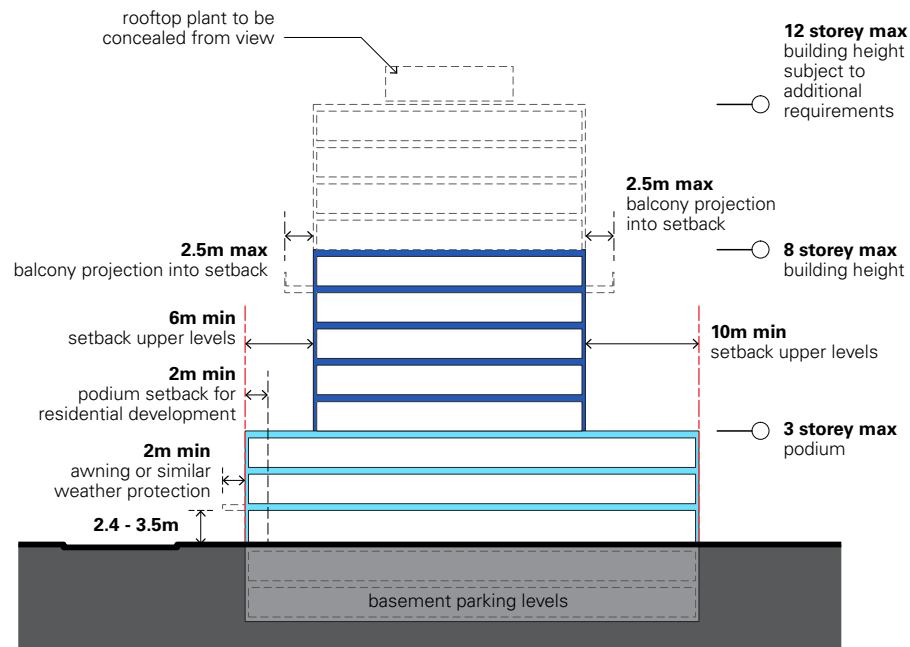 rooftop plant to be
concealed from view
12 storey max
building height
subject to
additional
requirements
2.5m max
balcony projection
into setback
2.5m max
balcony projection into setback
8 storey max
building height
6m min
setback upper levels
10m min
setback upper levels
2m min
podium setback for
residential development
3 storey max
podium
2m min
awning or similar
weather protection
2.4 - 3.5m
basement parking levels